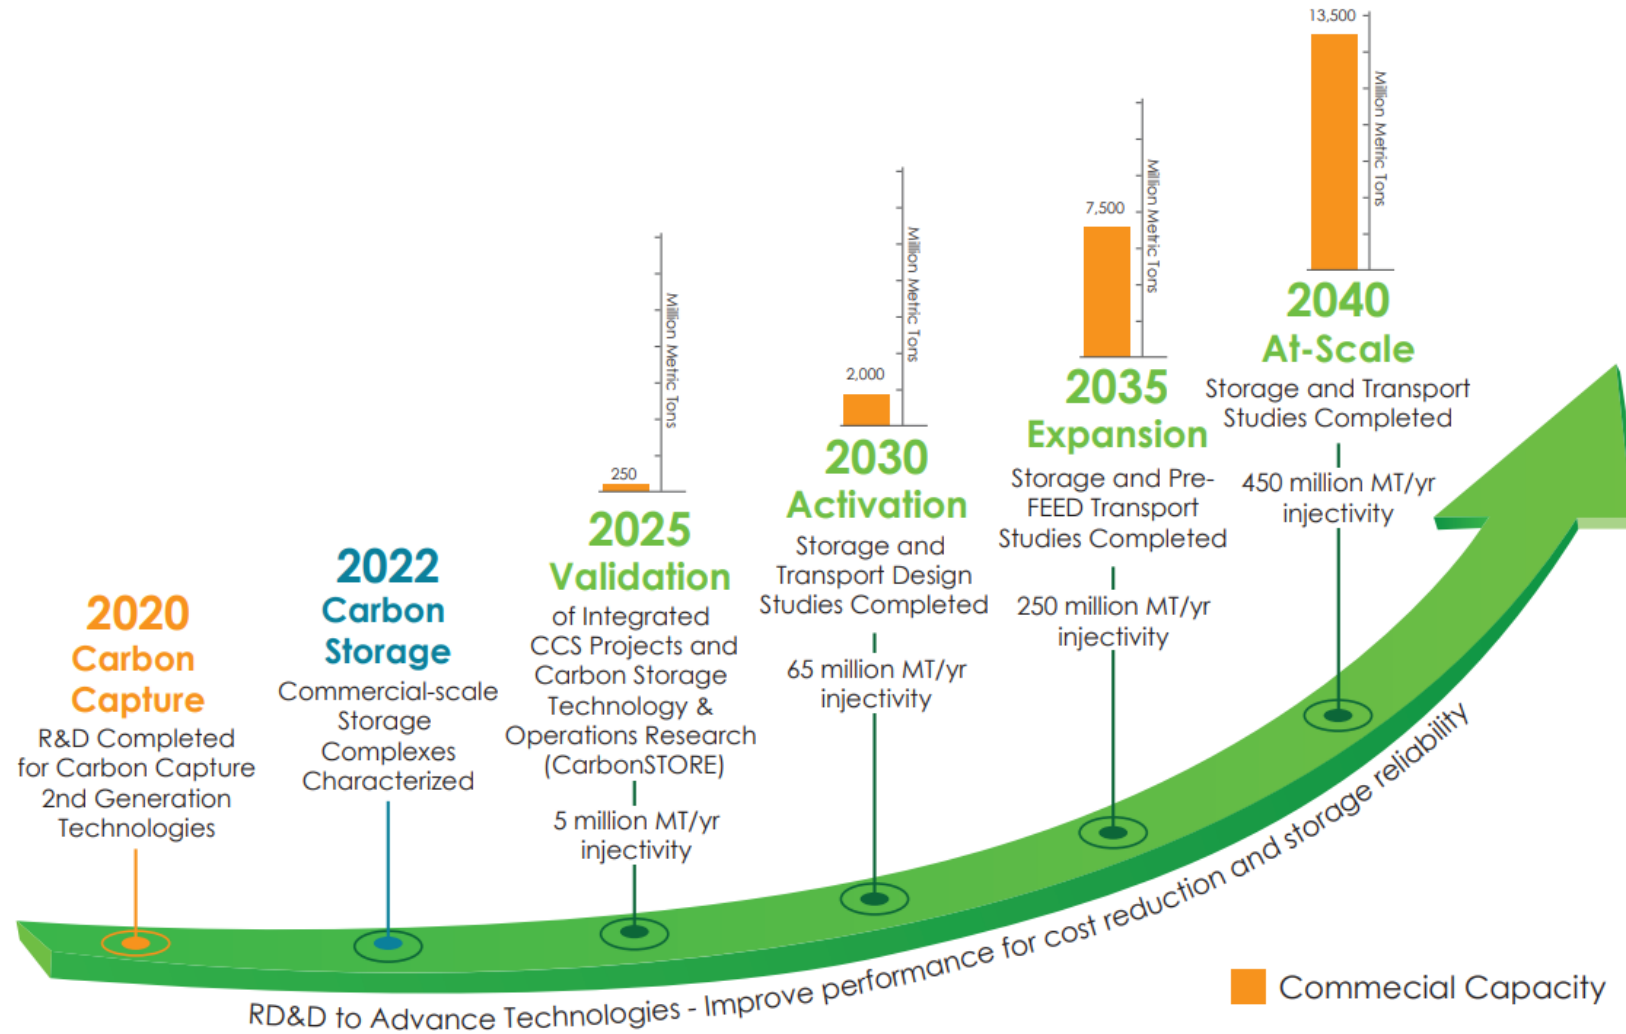 2020
Carbon
Capture
R&D Completed
for Carbon Capture
2nd Generation
Technologies
2022
Carbon
Storage
Commercial-scale
Storage
Complexes
Characterized
250
Million Metric Tons
2025
Validation
of Integrated
CCS Projects and
Carbon Storage
Technology &
Operations Research
(CarbonSTORE)
5 million MT/yr
injectivity
2,000
Million Metric Tons
2030
Activation
Storage and
Transport Design
Studies Completed
65 million MT/yr
injectivity
7,500
Million Metric Tons
2035
Expansion
Storage and Pre-
FEED Transport
Studies Completed
250 million MT/yr
injectivity
13,500
Million Metric Tons
2040
At-Scale
Storage and Transport
Studies Completed
450 million MT/yr
injectivity
RD&D to Advance Technologies - Improve performance for cost reduction and storage reliability
Commecial Capacity